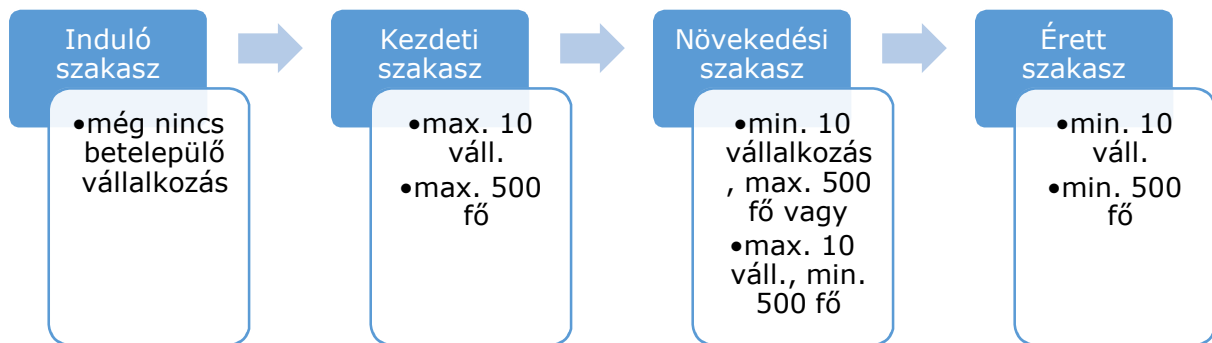 Induló
szakasz
•még nincs
betelepülő
vállalkozás
Kezdeti
szakasz
•max. 10
váll.
•max. 500
fő
Növekedési
szakasz
•min. 10
vállalkozás
, max. 500
fő vagy
•max. 10
váll., min.
500 fő
Érett
szakasz
•min. 10
váll.
•min. 500
fő